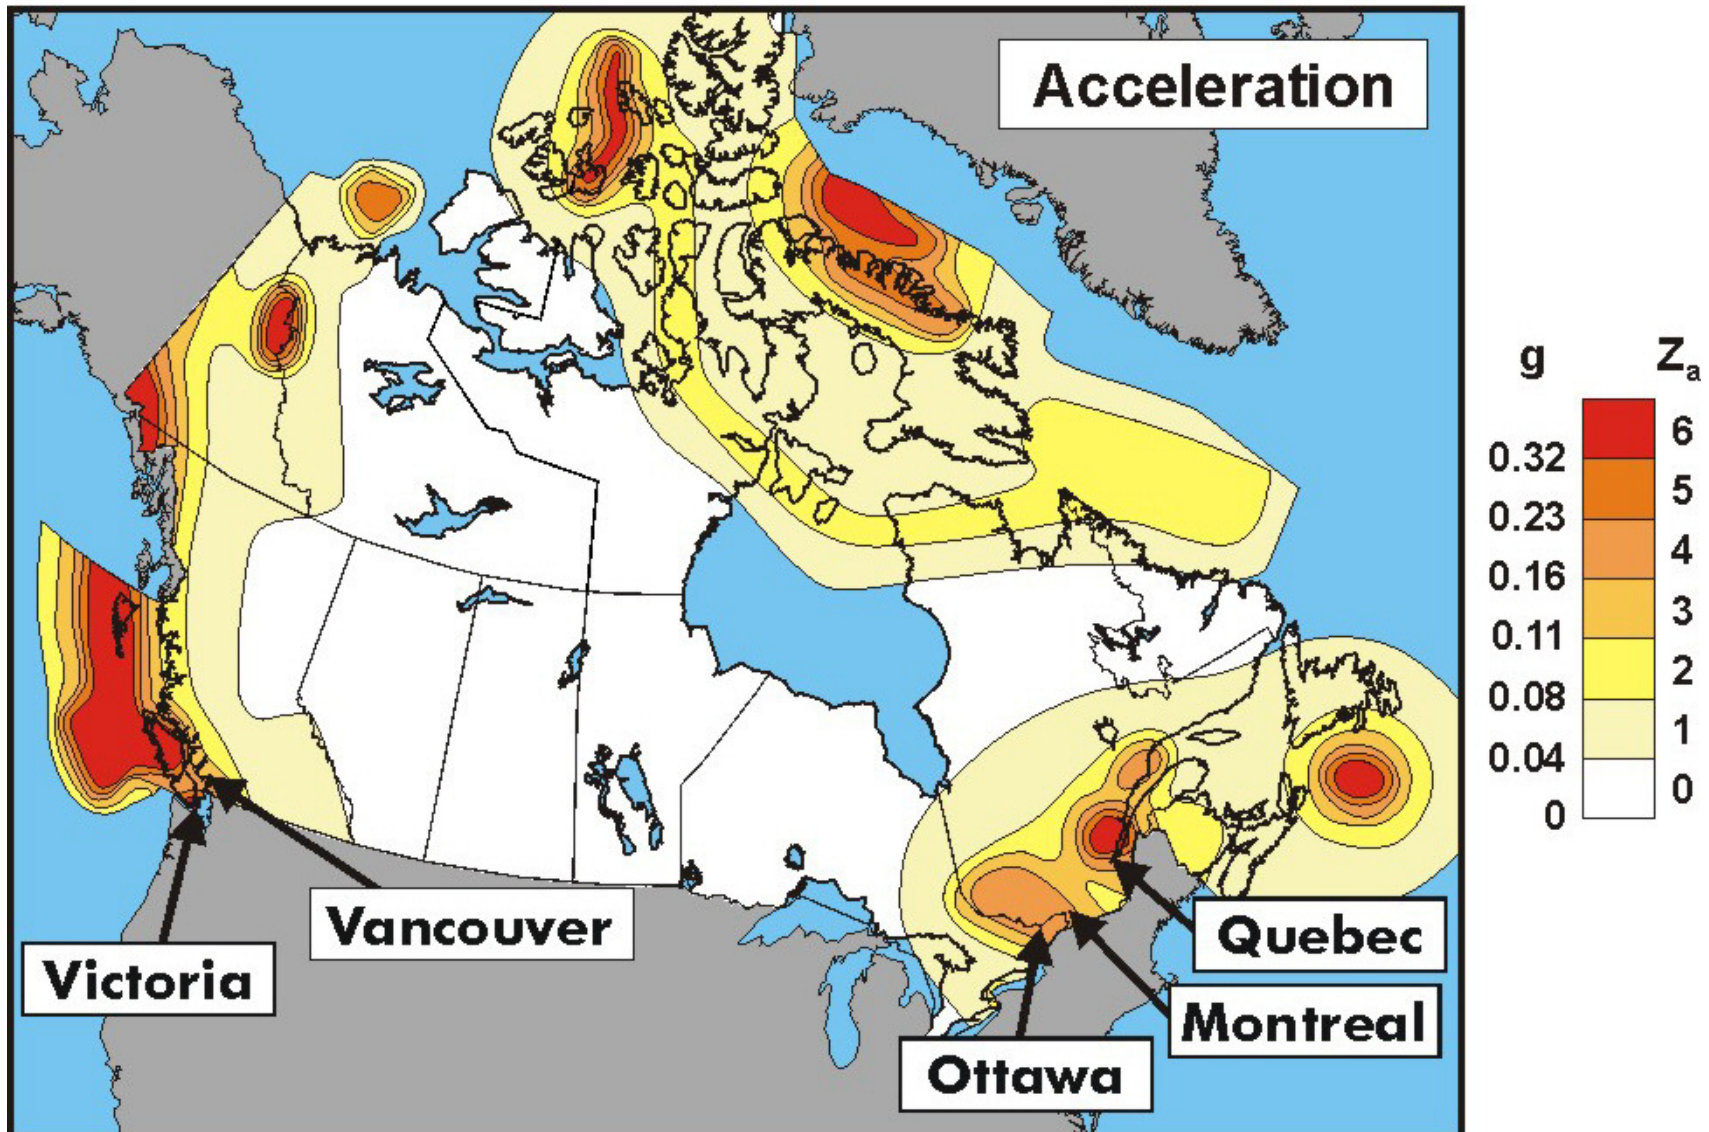 Acceleration
g
Za
6
0.32
5
0.23
4
0.16
3
0.11
2
0.08
1
0.04
0
0
Vancouver
Victoria
Quebec
Montreal
Ottawa